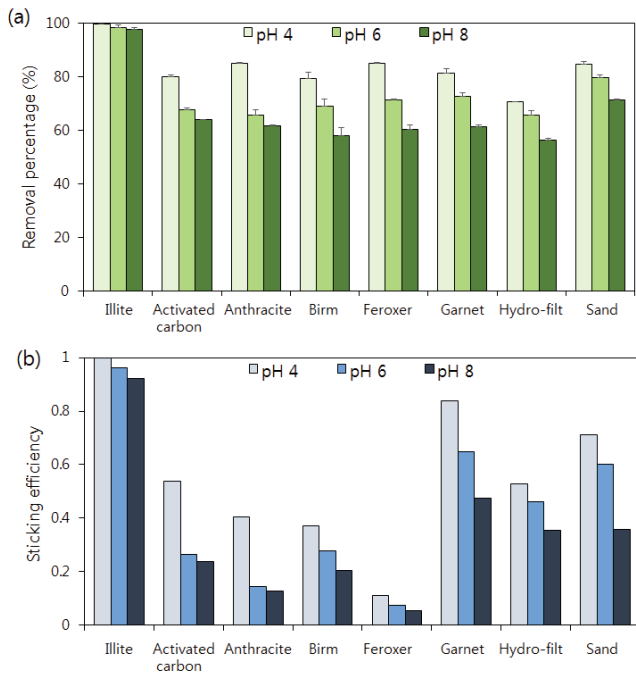 (a)
pH 4 pH 6 pH 8
Removal percentage (%)
100
80
60
40
20
0
Illite Activated carbon Anthracite Birm Feroxer Garnet Hydro-filt Sand
(b)
pH 4 pH 6 pH 8
Sticking efficiency
1
0.8
0.6
0.4
0.2
0
Illite Activated carbon Anthracite Birm Feroxer Garnet Hydro-filt Sand